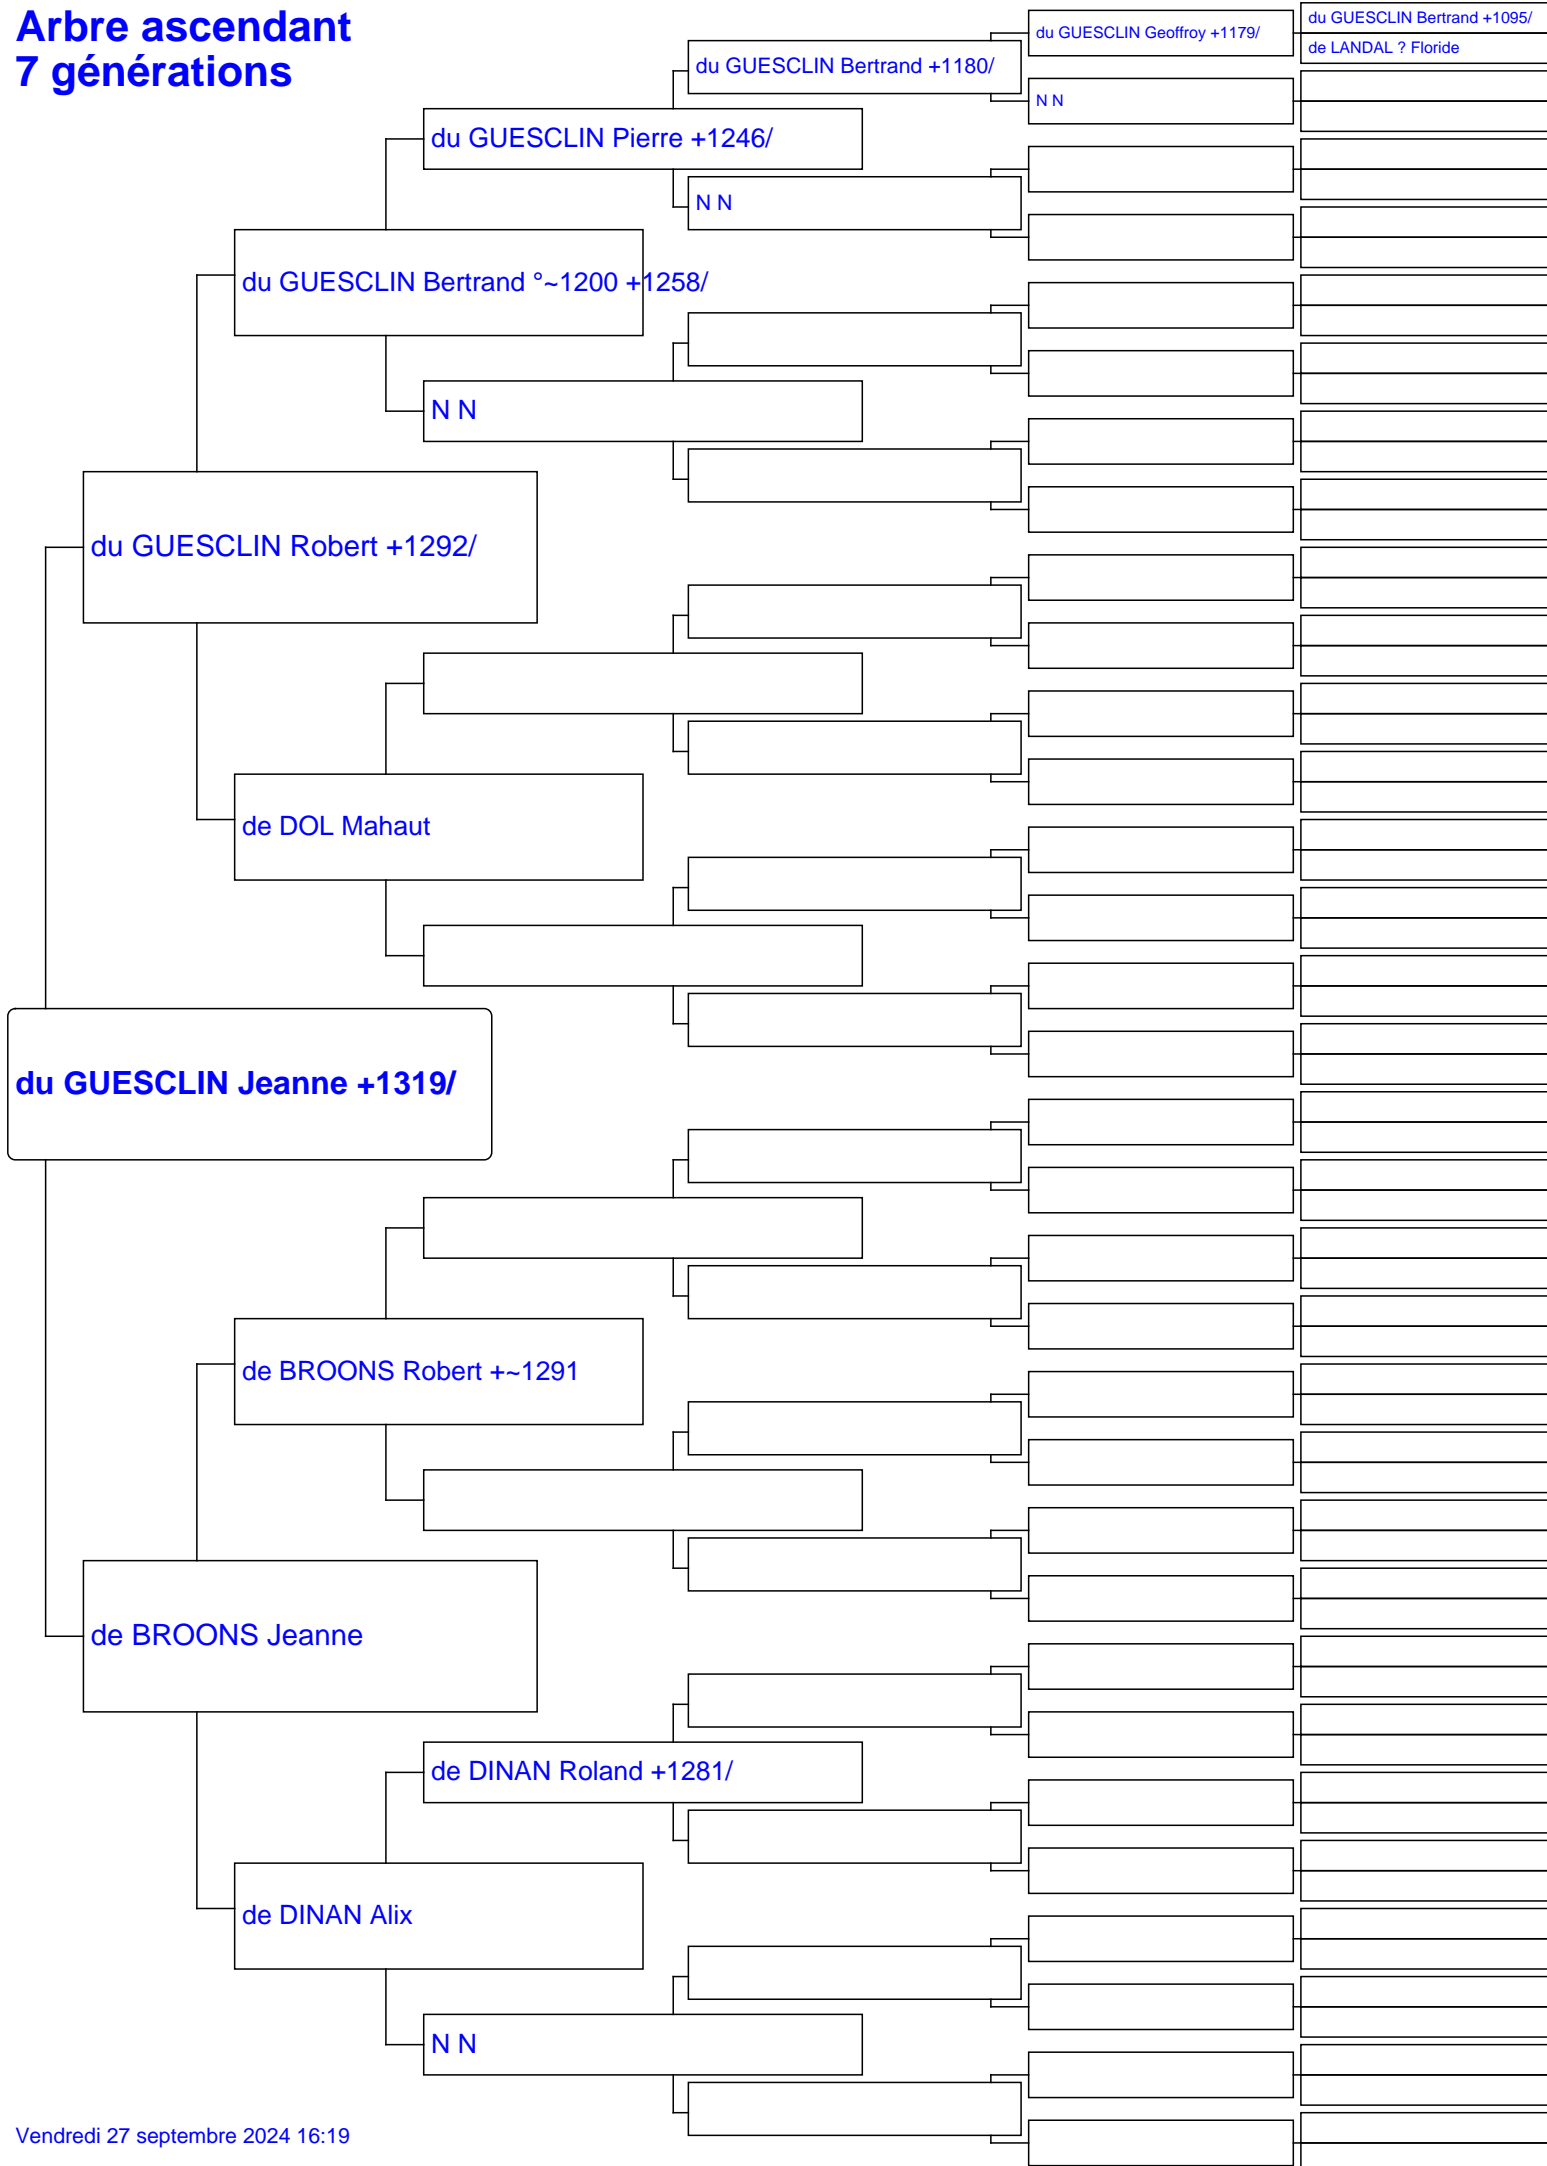 Arbre ascendant
7 générations
du GUESCLIN Bertrand +1095/
de LANDAL ? Floride
du GUESCLIN Geoffroy +1179/
du GUESCLIN Bertrand +1180/
N N
du GUESCLIN Pierre +1246/
N N
du GUESCLIN Bertrand °~1200 +1258/
N N
du GUESCLIN Robert +1292/
de DOL Mahaut
du GUESCLIN Jeanne +1319/
de BROONS Robert +~1291
de BROONS Jeanne
de DINAN Roland +1281/
de DINAN Alix
N N
Vendredi 27 septembre 2024 16:19